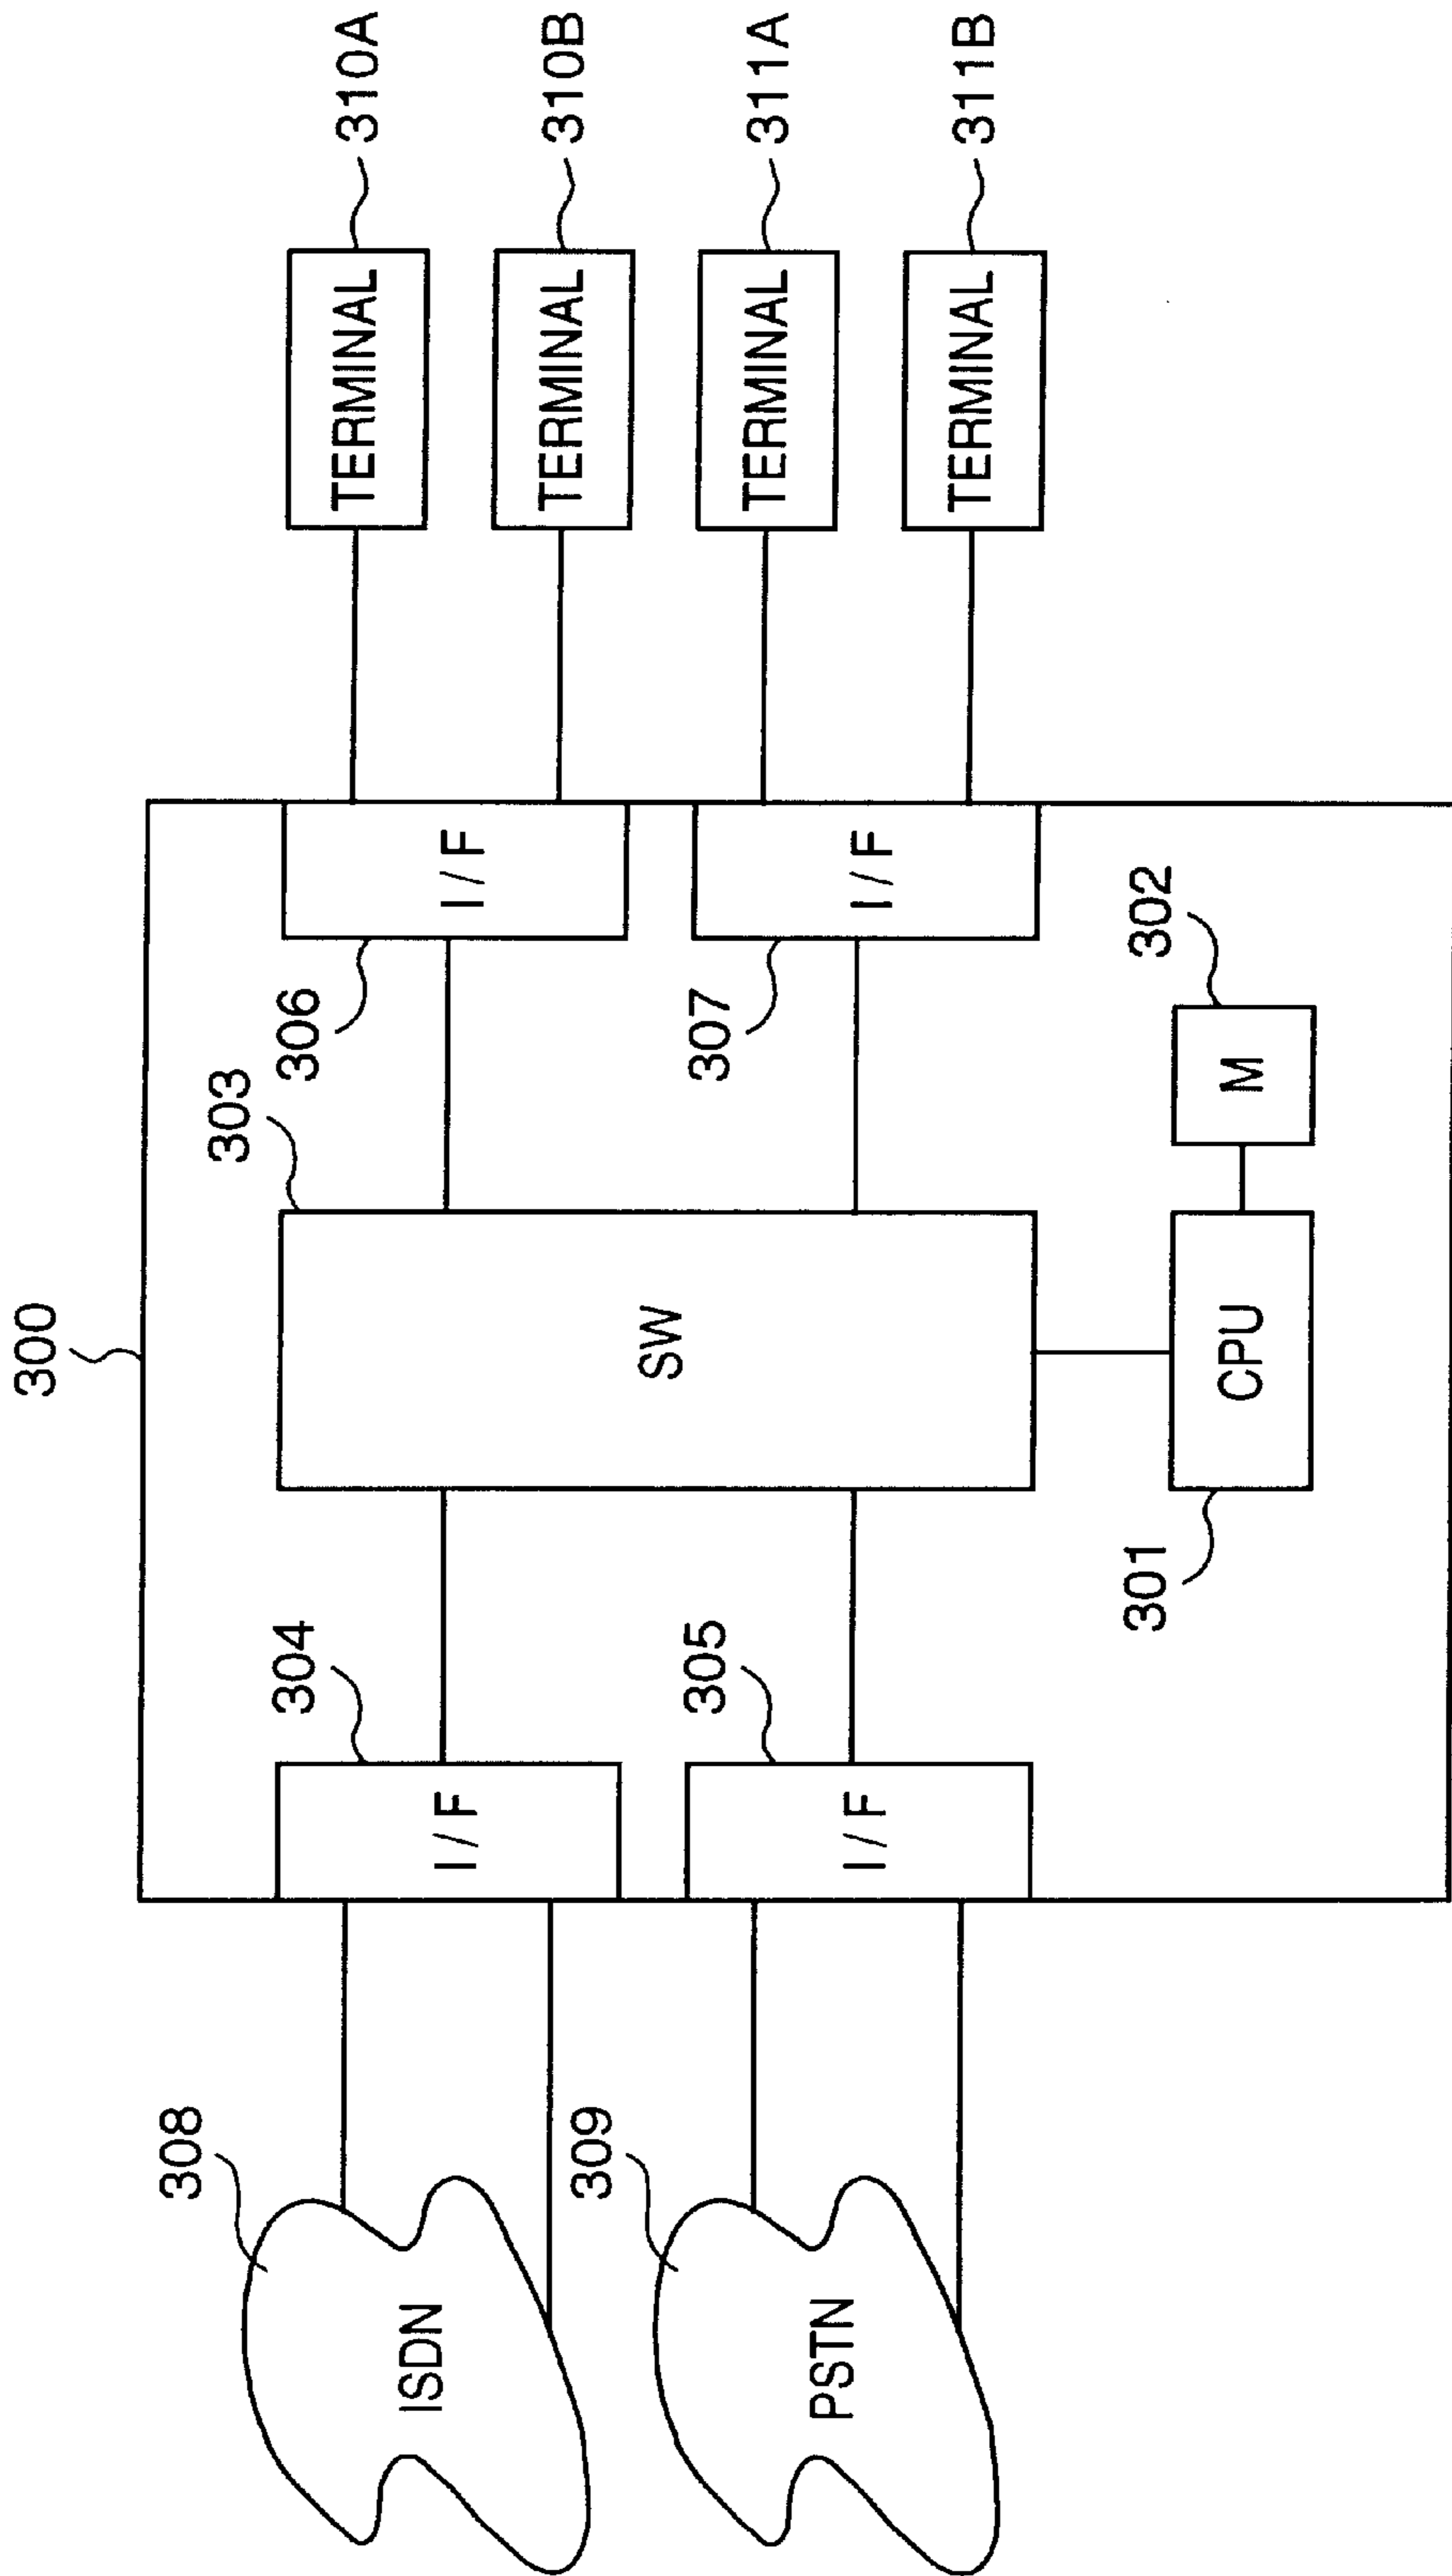 300
308
ISDN
309
PSTN
304
I/F
305
I/F
303
SW
301
CPU
302
M
306
I/F
307
I/F
TERMINAL
310A
TERMINAL
310B
TERMINAL
311A
TERMINAL
311B